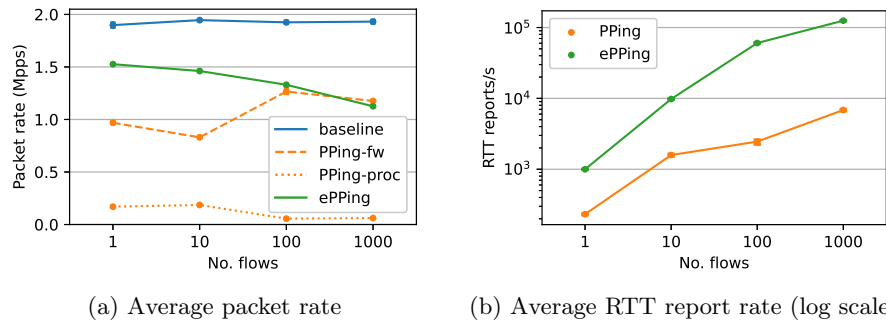 2.0
1.5
1.0
0.5
0.0
Packet rate (Mpps)
baseline
PPing-fw
PPing-proc
ePPing
1 10 100 1000
No. flows
(a) Average packet rate
10^5
10^4
10^3
RTT reports/s
PPing
ePPing
1 10 100 1000
No. flows
(b) Average RTT report rate (log scale